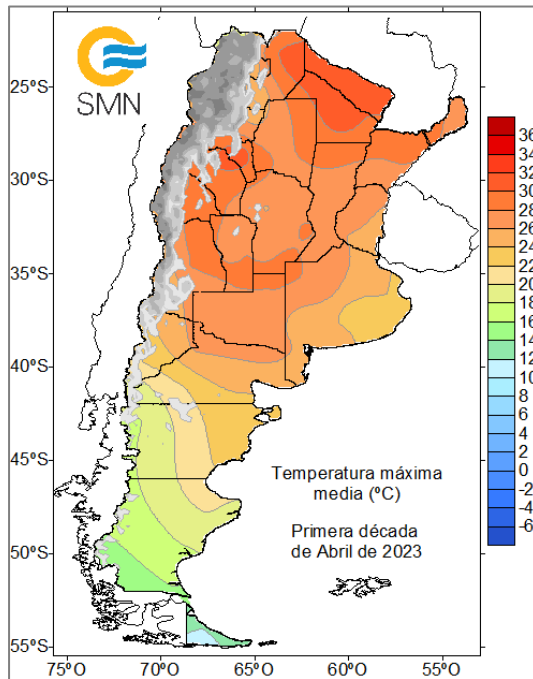 SMN
25°S
30°S
35°S
40°S
45°S
50°S
55°S
75°O
70°O
65°O
60°O
55°O
Temperatura máxima
media (ºC)
Primera década
de Abril de 2023
36
34
32
30
28
26
24
22
20
18
16
14
12
10
8
6
4
2
0
-2
-4
-6